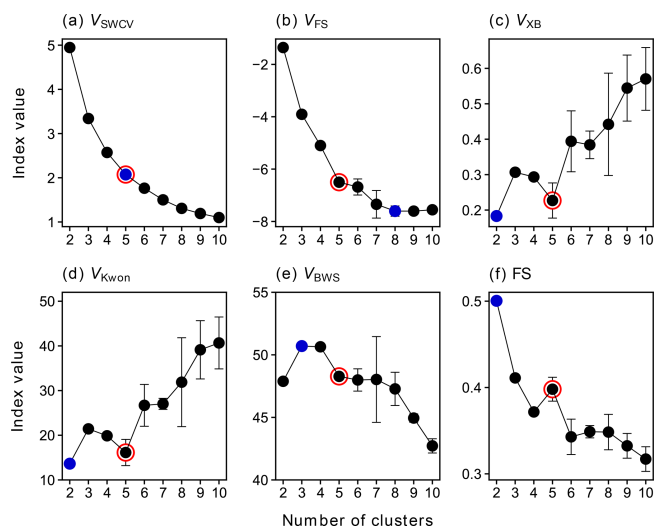 (a) V_SWCV
(b) V_FS
(c) V_XB
Index value
5
4
3
2
1
2 3 4 5 6 7 8 9 10
−2
−4
−6
−8
2 3 4 5 6 7 8 9 10
0.6
0.5
0.4
0.3
0.2
2 3 4 5 6 7 8 9 10
(d) V_Kwon
(e) V_BWS
(f) FS
Index value
50
40
30
20
10
2 3 4 5 6 7 8 9 10
55
50
45
40
2 3 4 5 6 7 8 9 10
0.5
0.4
0.3
2 3 4 5 6 7 8 9 10
Number of clusters